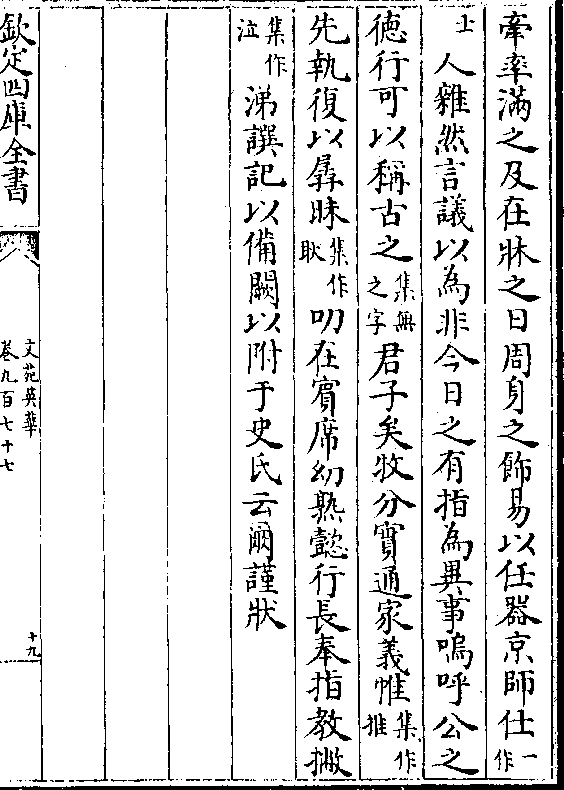 牽率滿之及在牀之日周身之飾易以任器京師仕一作
士人雜然言議以為非今日之有指為異事嗚呼公之
徳行可以稱古之集無之字君子矣牧分實通家義惟集作推
先執復以孱昧集作耿叨在賓席幼熟懿行長奉指教撇
集作泣涕譔記以備闕以附于史氏云爾謹狀
欽定四庫全書
文苑英華
卷九百七十七
十九